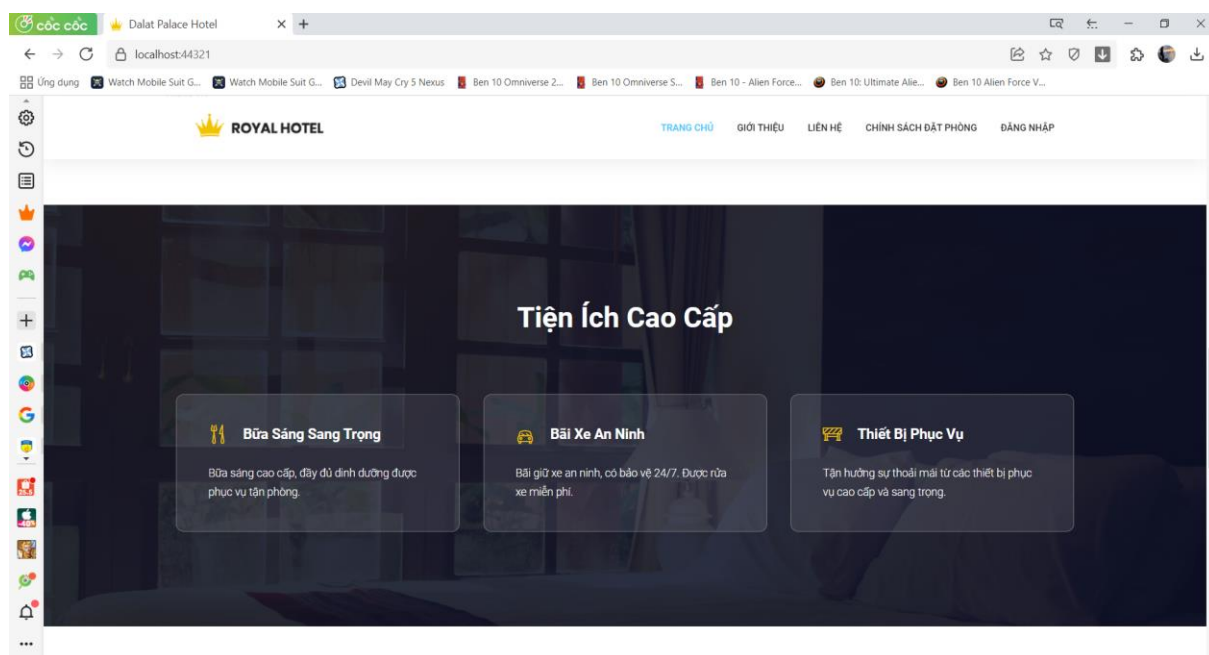 cốc cốc
Dalat Palace Hotel
localhost:44321
Ứng dụng
Watch Mobile Suit G...
Watch Mobile Suit G...
Devil May Cry 5 Nexus
Ben 10 Omniverse 2...
Ben 10 Omniverse S...
Ben 10 - Alien Force...
Ben 10: Ultimate Alie...
Ben 10 Alien Force V...
ROYAL HOTEL
TRANG CHỦ
GIỚI THIỆU
LIÊN HỆ
CHÍNH SÁCH ĐẶT PHÒNG
ĐĂNG NHẬP
Tiện Ích Cao Cấp
Bữa Sáng Sang Trọng
Bữa sáng cao cấp, đầy đủ dinh dưỡng được
phục vụ tận phòng.
Bãi Xe An Ninh
Bãi giữ xe an ninh, có bảo vệ 24/7. Được rửa
xe miễn phí.
Thiết Bị Phục Vụ
Tận hưởng sự thoải mái từ các thiết bị phục
vụ cao cấp và sang trọng.